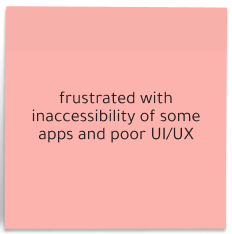 frustrated with
inaccessibility of some
apps and poor UI/UX